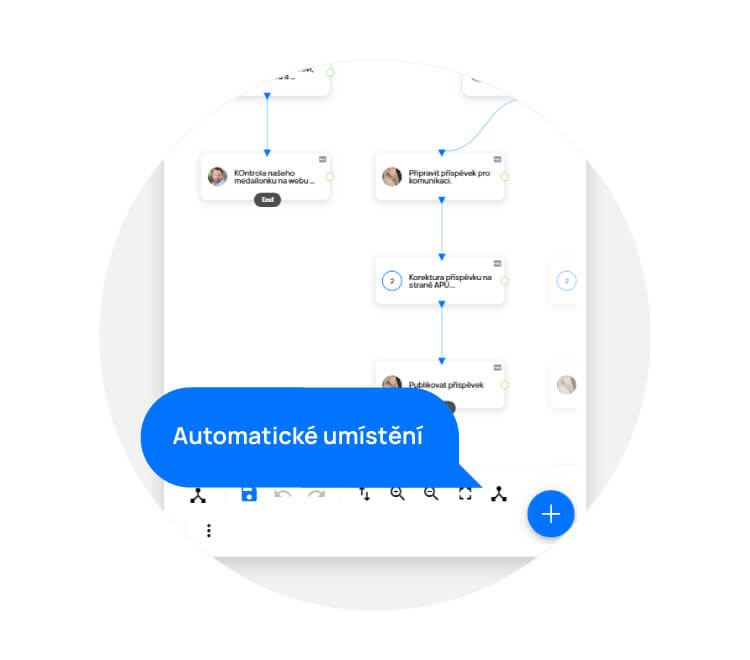 KOntrola našeho
medailonku na webu ...
End
Připravit příspěvek pro
komunikaci.
2
Korektura příspěvku na
straně APÚ...
2
Publikovat příspěvek
Automatické umístění